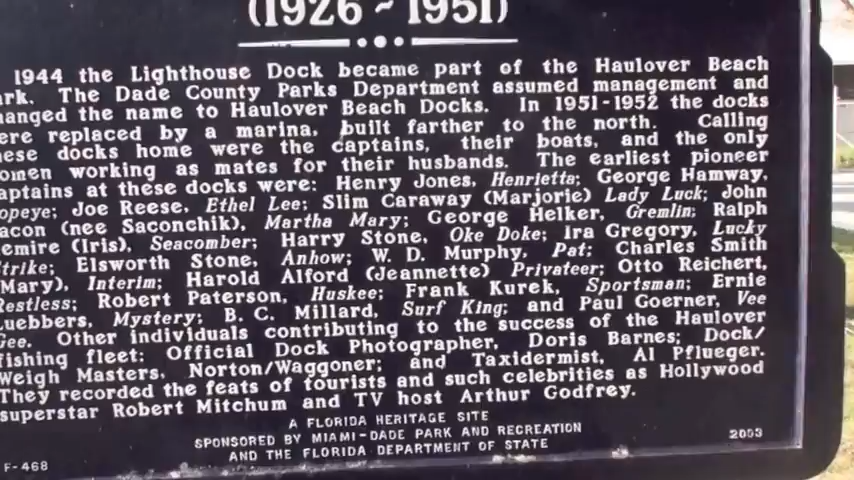 (1926 ~ 1951)
1944 the Lighthouse Dock became part of the Haulover Beach
ark. The Dade County Parks Department assumed management and
hanged the name to Haulover Beach Docks. In 1951-1952 the docks
ere replaced by a marina, built farther to the north. Calling
hese docks home were the captains, their boats, and the only
omen working as mates for their husbands. The earliest pioneer
aptains at these docks were: Henry Jones, Henrietta; George Hamway,
opeye; Joe Reese, Ethel Lee; Slim Caraway (Marjorie) Lady Luck; John
acon (nee Saconchik), Martha Mary; George Helker, Gremlin; Ralph
emire (Iris), Seacomber; Harry Stone, Oke Doke; Ira Gregory, Lucky
trike; Elsworth Stone, Anhow; W. D. Murphy, Pat; Charles Smith
Mary), Interim; Harold Alford (Jeannette) Privateer; Otto Reichert,
Restless; Robert Paterson, Huskee; Frank Kurek, Sportsman; Ernie
uebbers, Mystery; B. C. Millard, Surf King; and Paul Goerner, Vee
Gee. Other individuals contributing to the success of the Haulover
fishing fleet: Official Dock Photographer, Doris Barnes; Dock/
Weigh Masters, Norton/Waggoner; and Taxidermist, Al Pflueger.
They recorded the feats of tourists and such celebrities as Hollywood
superstar Robert Mitchum and TV host Arthur Godfrey.
A FLORIDA HERITAGE SITE
SPONSORED BY MIAMI-DADE PARK AND RECREATION
AND THE FLORIDA DEPARTMENT OF STATE
F-468
2003